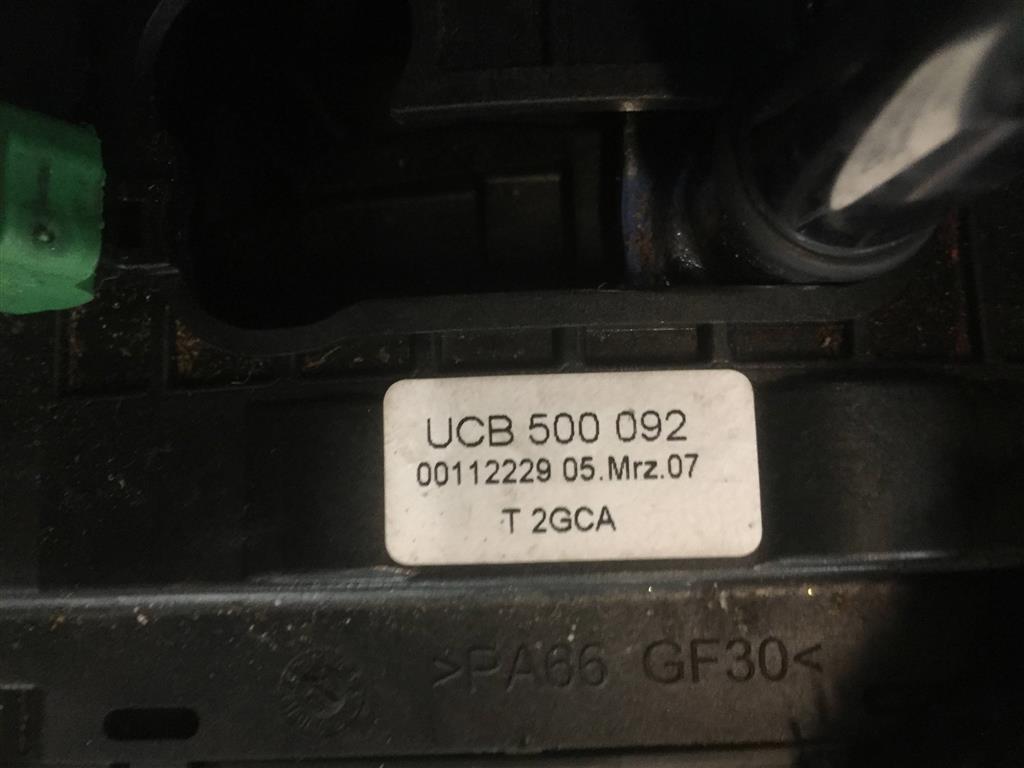 UCB 500 092
00112229 05.Mrz.07
T 2GCA
>PA66 GF30<